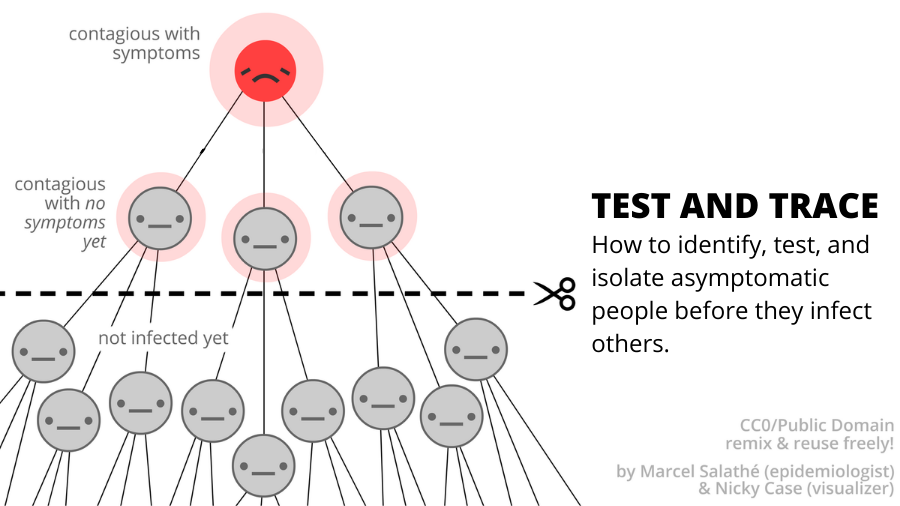 contagious with
symptoms
contagious
with no
symptoms
yet
not infected yet
TEST AND TRACE
How to identify, test, and
isolate asymptomatic
people before they infect
others.
CC0/Public Domain
remix & reuse freely!
by Marcel Salathé (epidemiologist)
& Nicky Case (visualizer)